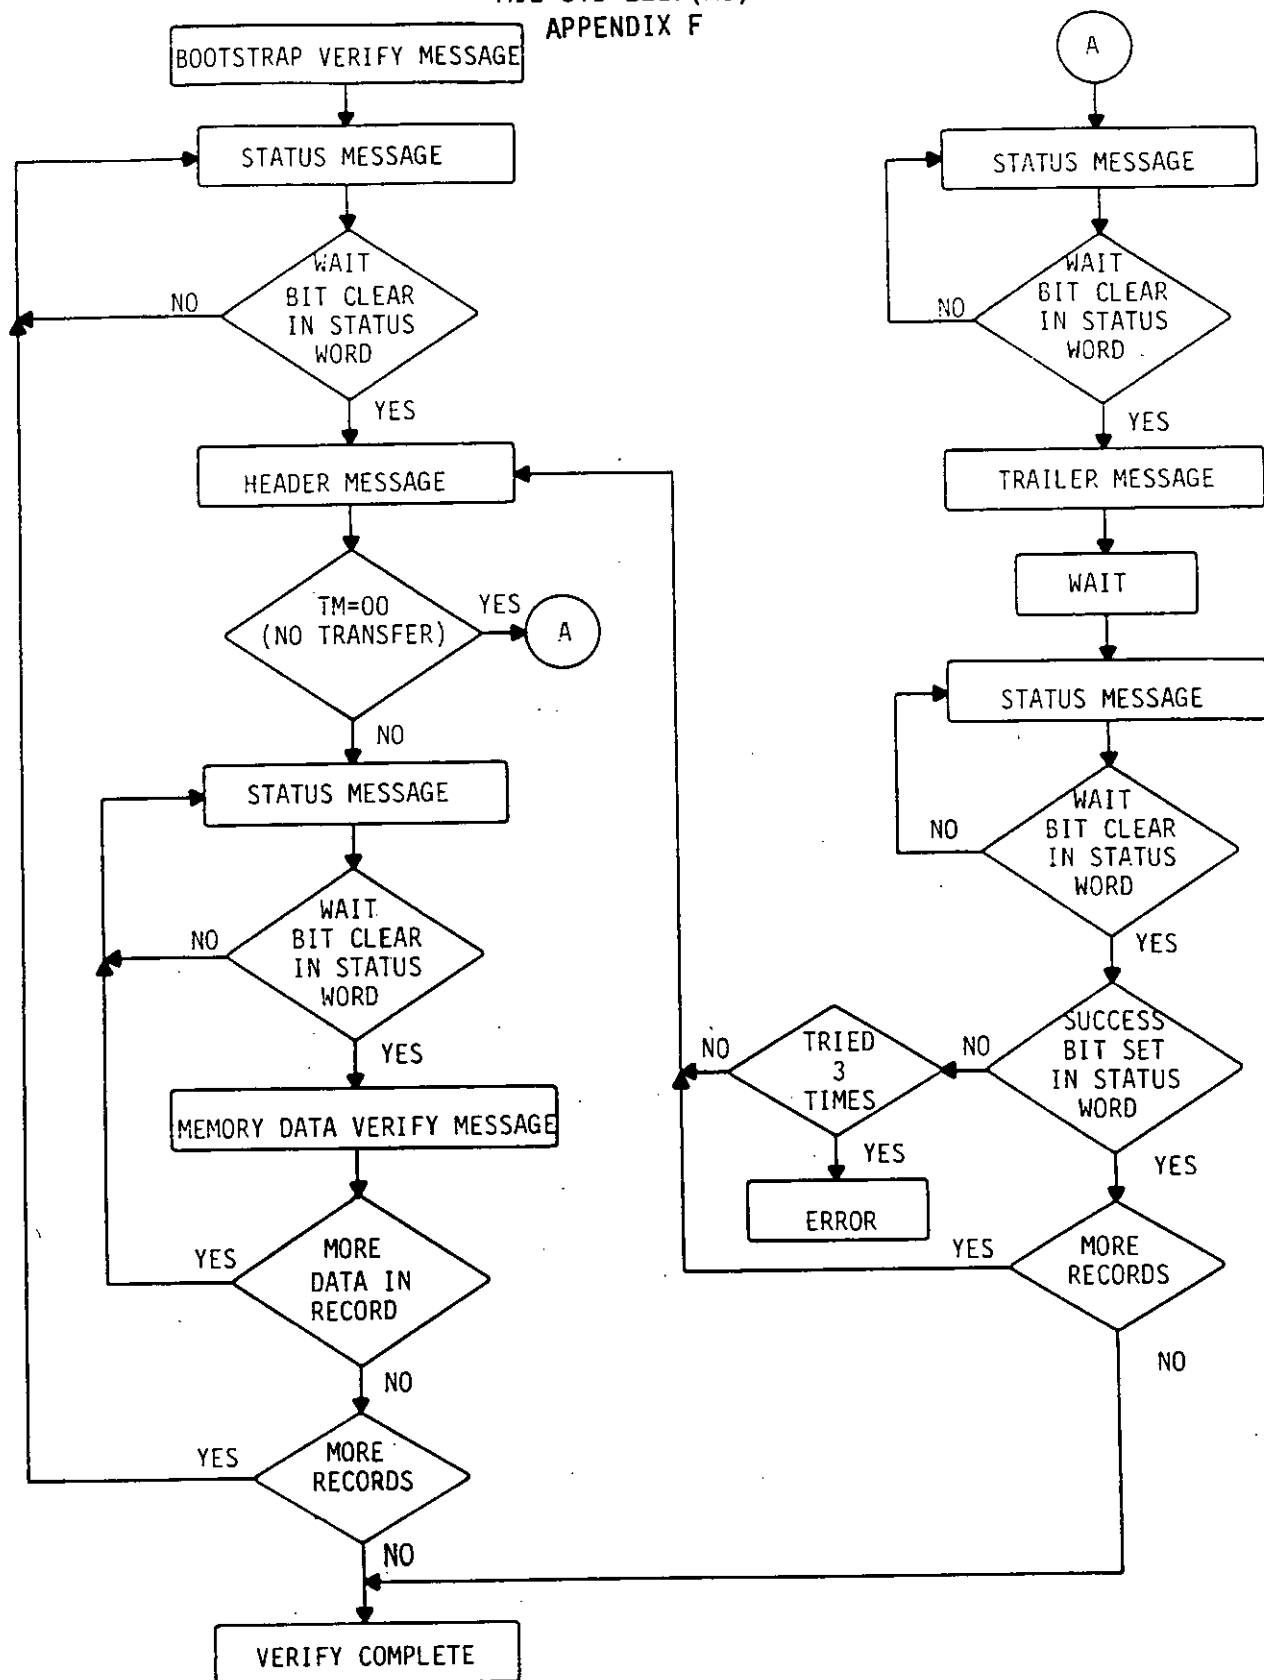 APPENDIX F
BOOTSTRAP VERIFY MESSAGE
STATUS MESSAGE
WAIT
BIT CLEAR
IN STATUS
WORD
NO
YES
HEADER MESSAGE
TM=00
(NO TRANSFER)
YES
A
NO
STATUS MESSAGE
WAIT
BIT CLEAR
IN STATUS
WORD
NO
YES
MEMORY DATA VERIFY MESSAGE
MORE
DATA IN
RECORD
YES
NO
MORE
RECORDS
YES
NO
VERIFY COMPLETE
A
STATUS MESSAGE
WAIT
BIT CLEAR
IN STATUS
WORD
NO
YES
TRAILER MESSAGE
WAIT
STATUS MESSAGE
WAIT
BIT CLEAR
IN STATUS
WORD
NO
YES
SUCCESS
BIT SET
IN STATUS
WORD
NO
YES
TRIED
3
TIMES
NO
YES
ERROR
MORE
RECORDS
YES
NO